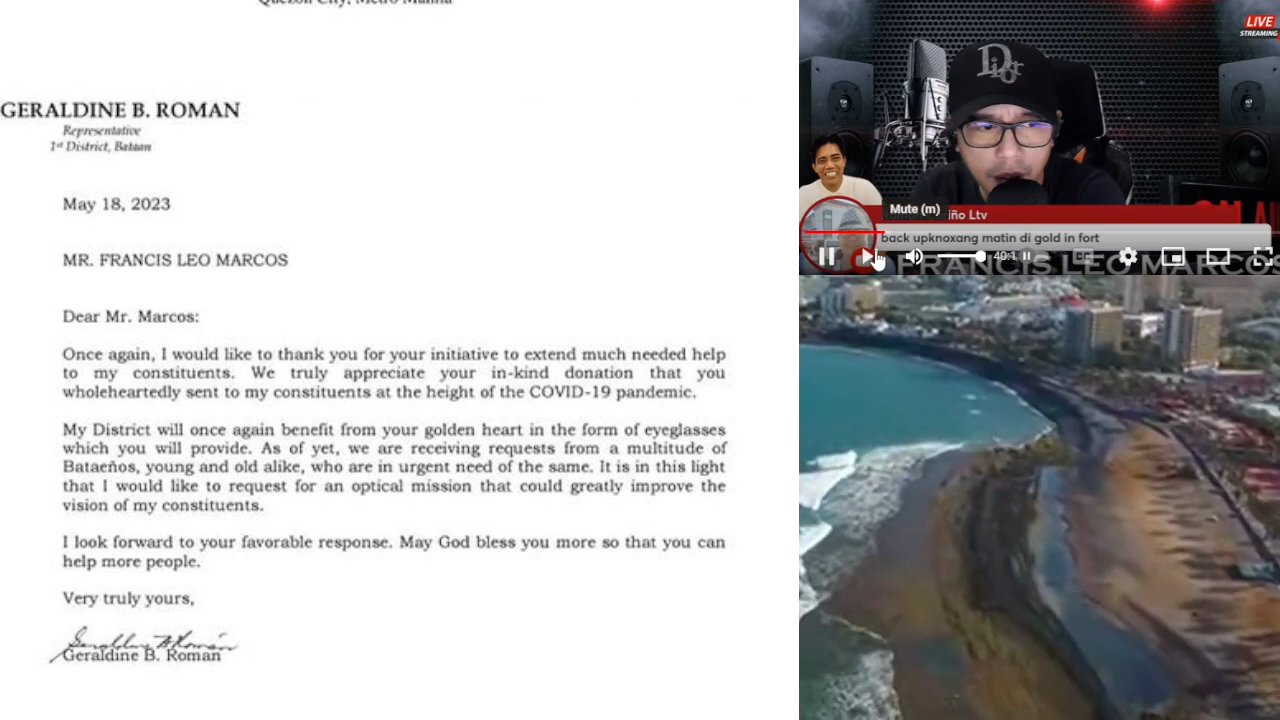 Quezon City, Metro Manila
GERALDINE B. ROMAN
Representative
1st District, Bataan
May 18, 2023
MR. FRANCIS LEO MARCOS
Dear Mr. Marcos:
Once again, I would like to thank you for your initiative to extend much needed help
to my constituents. We truly appreciate your in-kind donation that you
wholeheartedly sent to my constituents at the height of the COVID-19 pandemic.
My District will once again benefit from your golden heart in the form of eyeglasses
which you will provide. As of yet, we are receiving requests from a multitude of
Bataeños, young and old alike, who are in urgent need of the same. It is in this light
that I would like to request for an optical mission that could greatly improve the
vision of my constituents.
I look forward to your favorable response. May God bless you more so that you can
help more people.
Very truly yours,
Geraldine B. Roman
Geraldine B. Roman
LIVE
STREAMING
Dior
Mute (m)
iño Ltv
back upknoxang matin di gold in fort
40:1
FRANCIS LEO MARCOS